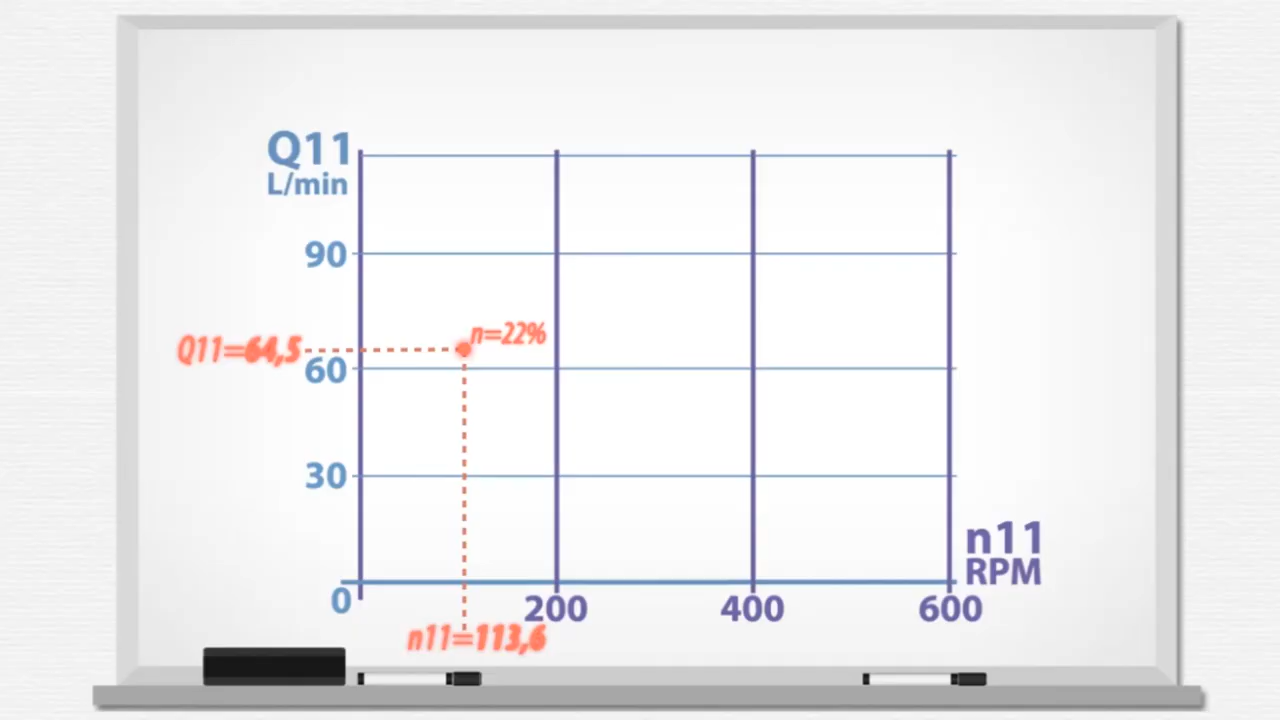 Q11
L/min
90
n=22%
Q11=64,5
60
30
n11
RPM
0
200
400
600
n11=113,6